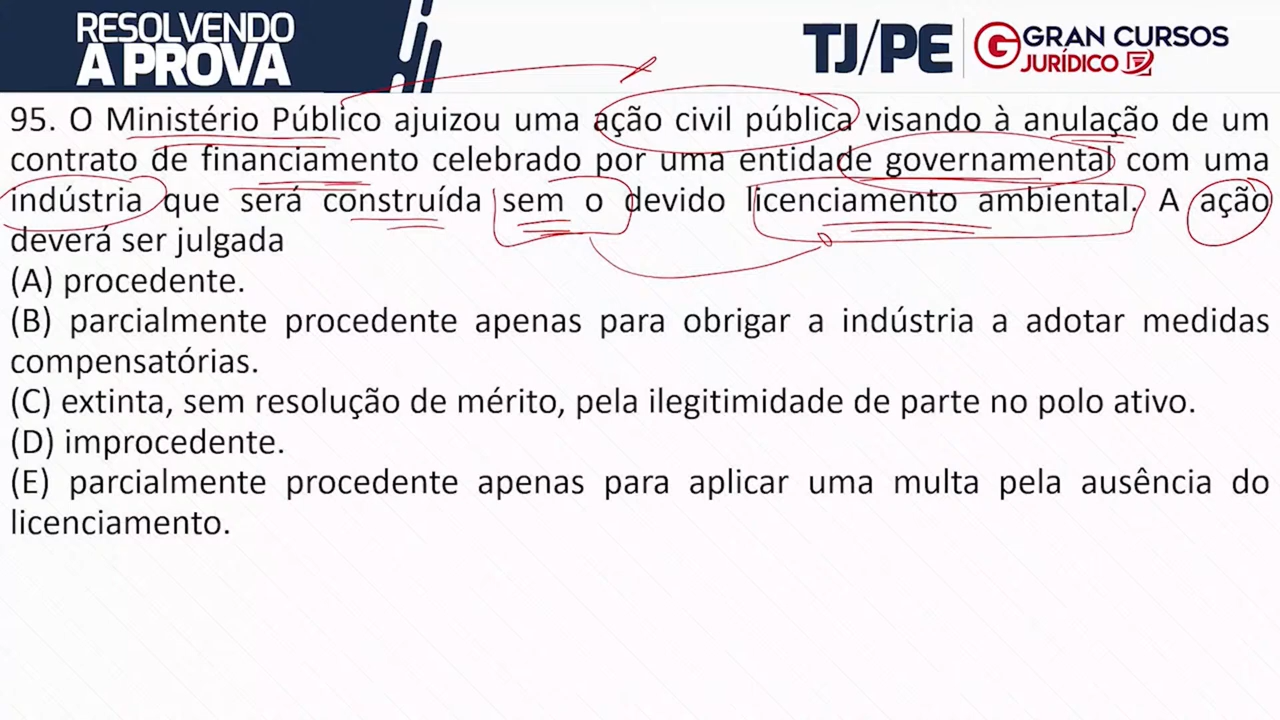 RESOLVENDO
A PROVA
TJ/PE
GRAN CURSOS
JURÍDICO
95. O Ministério Público ajuizou uma ação civil pública visando à anulação de um
contrato de financiamento celebrado por uma entidade governamental com uma
indústria que será construída sem o devido licenciamento ambiental. A ação
deverá ser julgada
(A) procedente.
(B) parcialmente procedente apenas para obrigar a indústria a adotar medidas
compensatórias.
(C) extinta, sem resolução de mérito, pela ilegitimidade de parte no polo ativo.
(D) improcedente.
(E) parcialmente procedente apenas para aplicar uma multa pela ausência do
licenciamento.